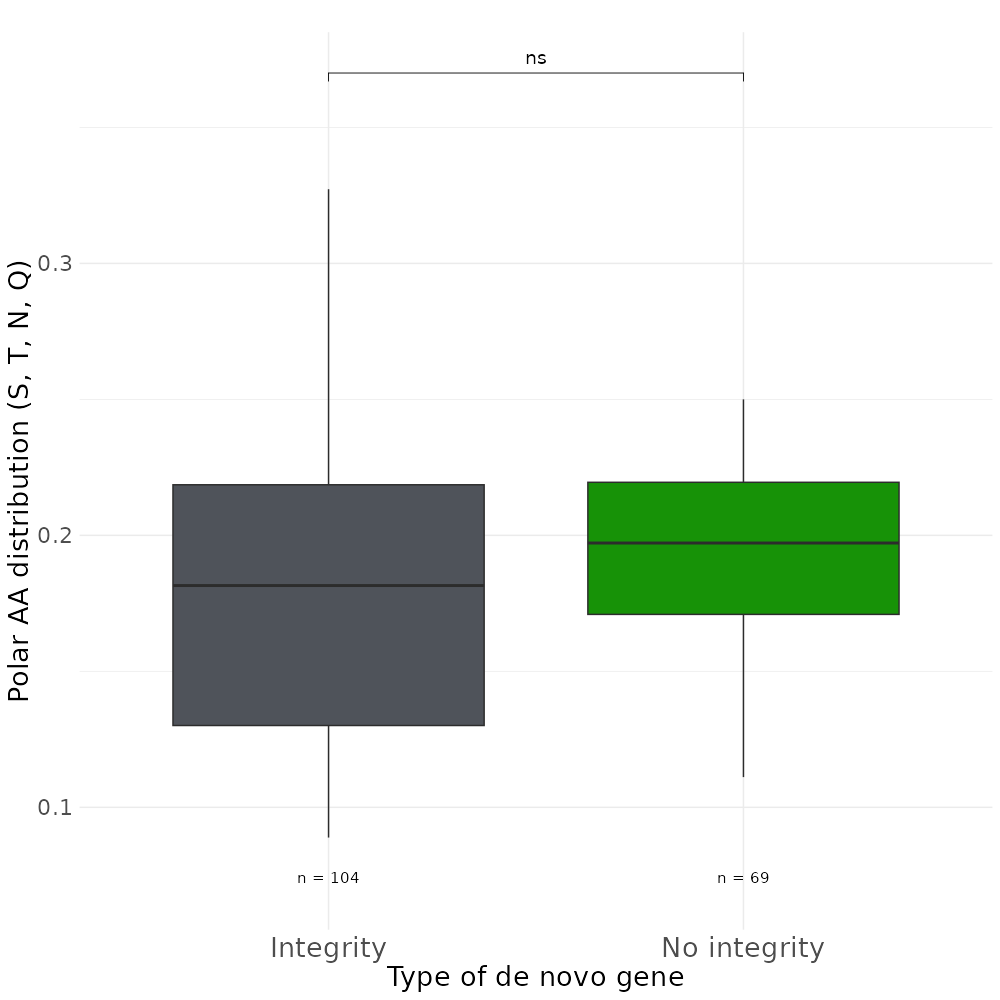 ns
Polar AA distribution (S, T, N, Q)
0.3
0.2
0.1
n = 104
n = 69
Integrity
No integrity
Type of de novo gene